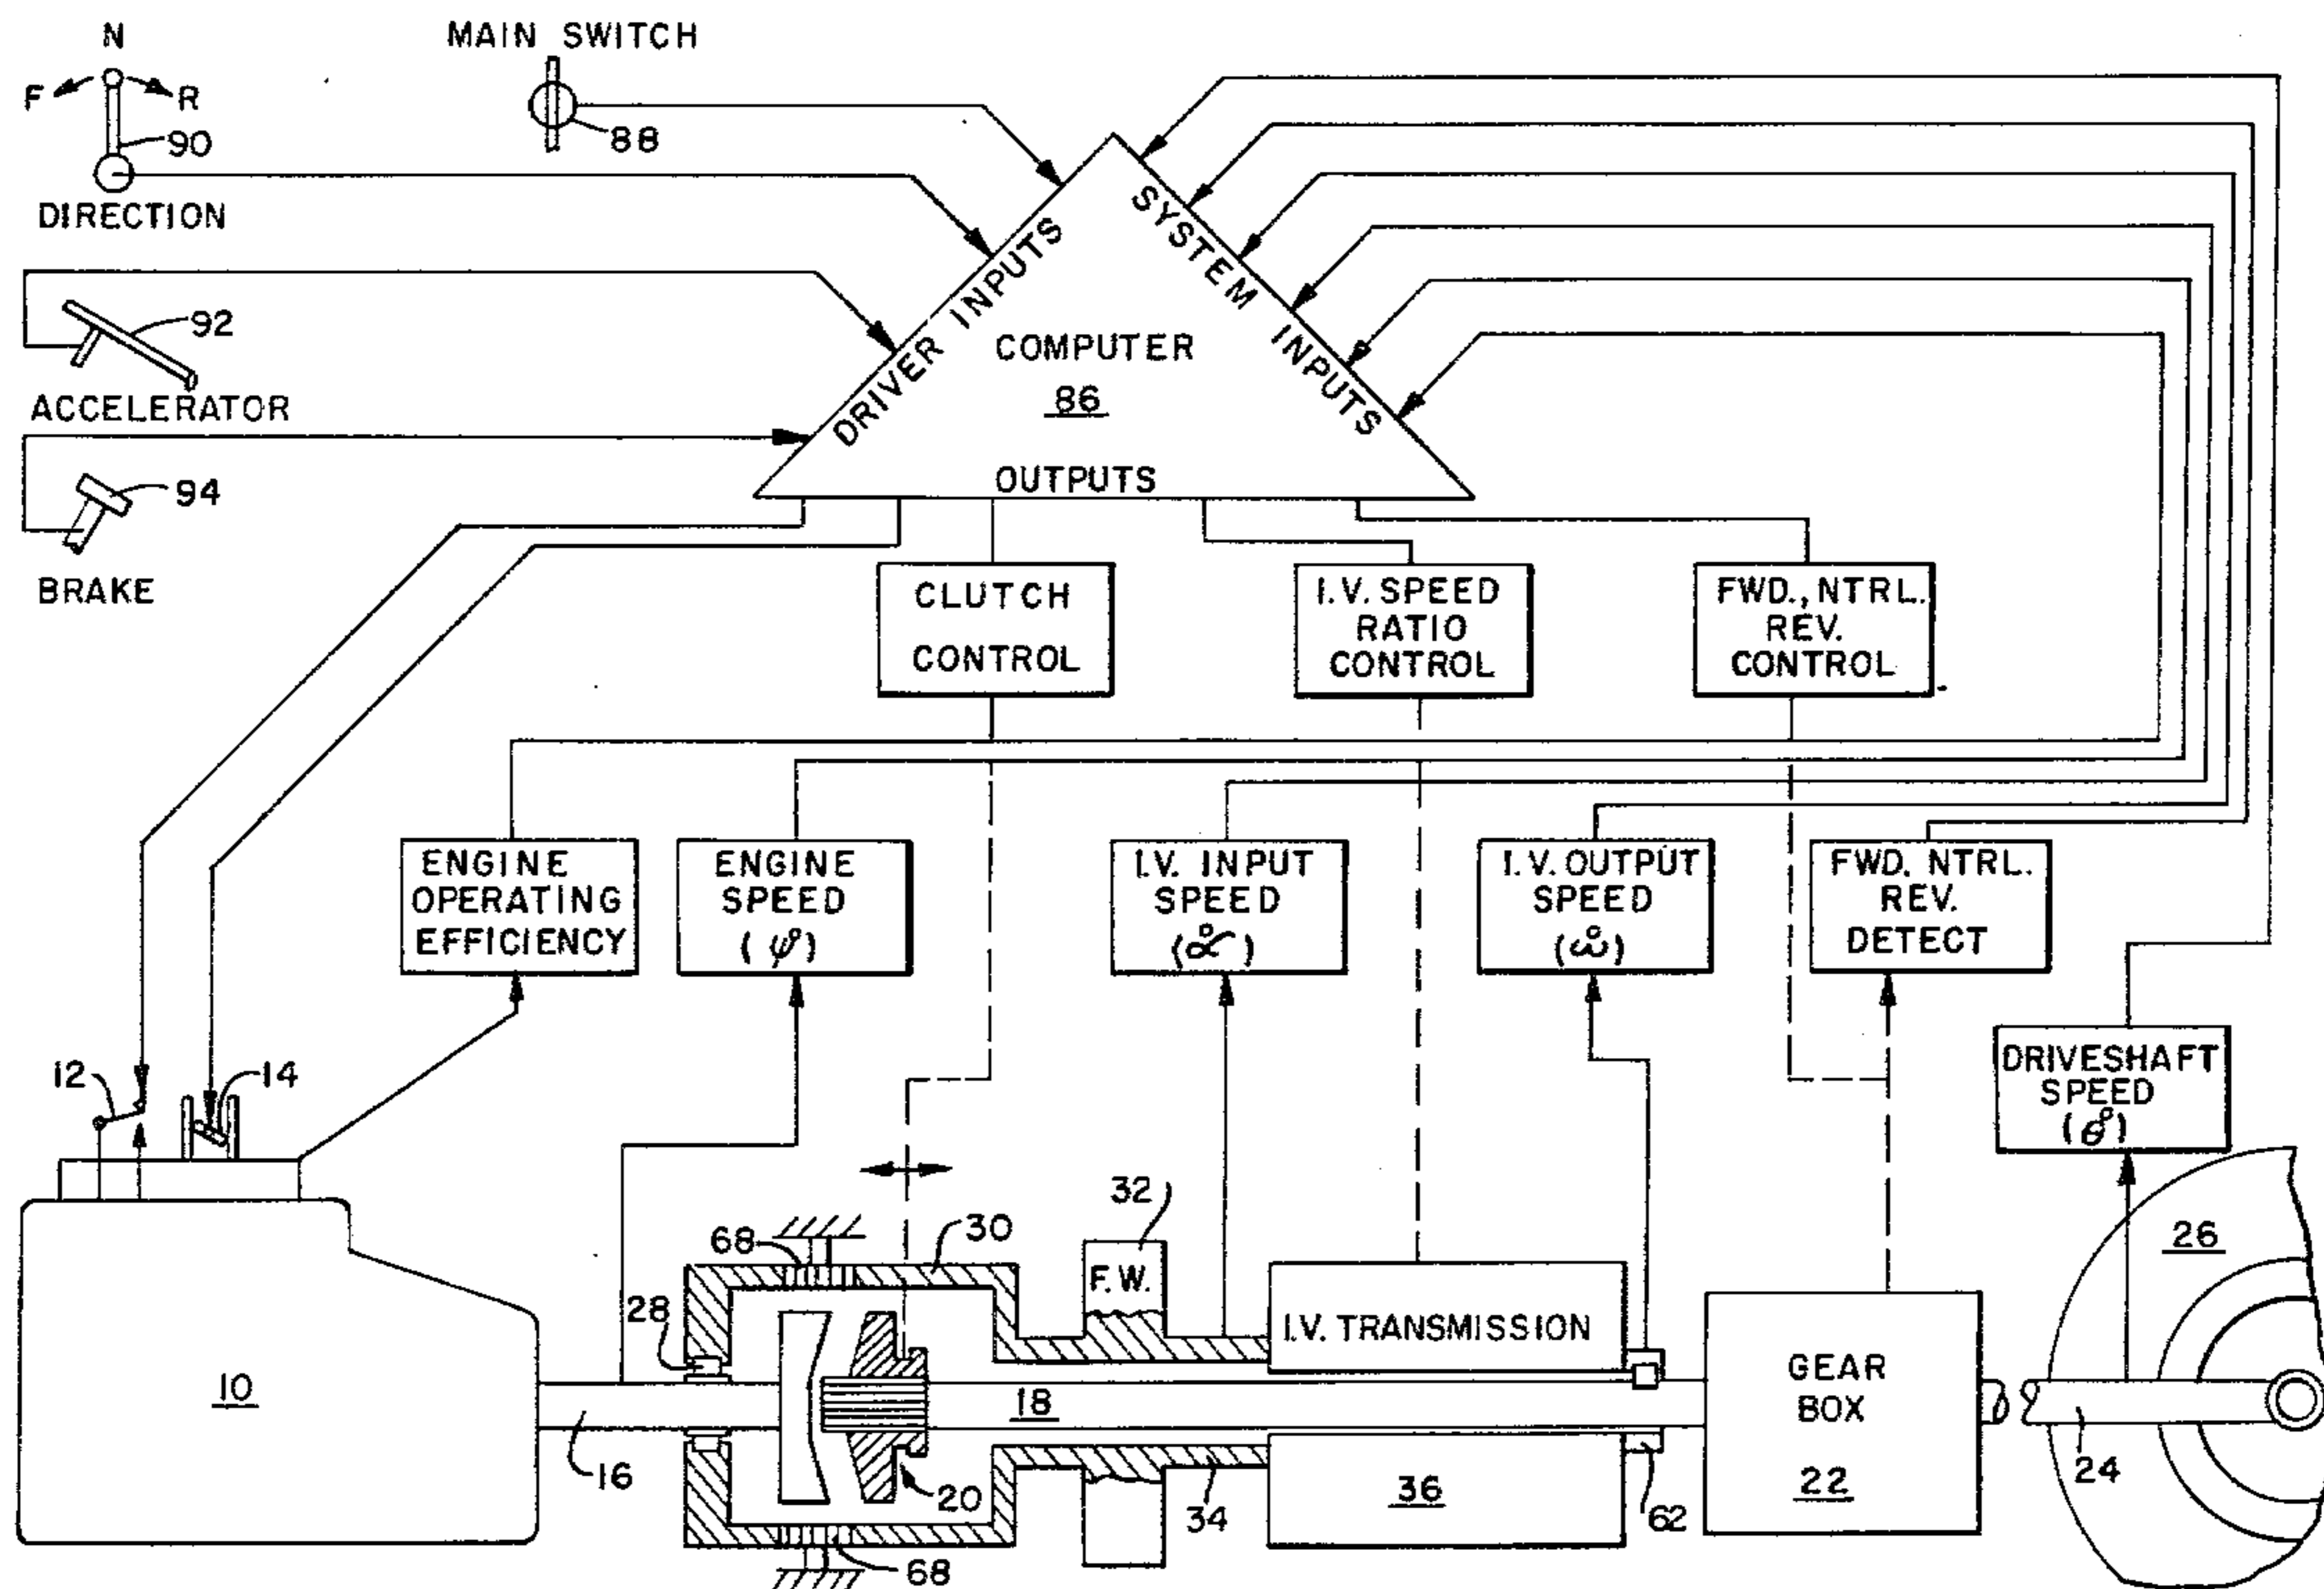 N
MAIN SWITCH
F
R
90
88
DIRECTION
92
ACCELERATOR
94
BRAKE
DRIVER INPUTS
SYSTEM INPUTS
COMPUTER
86
OUTPUTS
CLUTCH
CONTROL
I.V. SPEED
RATIO
CONTROL
FWD., NTRL.
REV.
CONTROL
ENGINE
OPERATING
EFFICIENCY
ENGINE
SPEED
(ψ°)
I.V. INPUT
SPEED
(α°)
I.V. OUTPUT
SPEED
(ω°)
FWD. NTRL.
REV.
DETECT
DRIVESHAFT
SPEED
(θ°)
12
14
32
30
68
26
F.W.
28
I.V. TRANSMISSION
10
18
GEAR
BOX
16
20
34
36
62
22
24
68